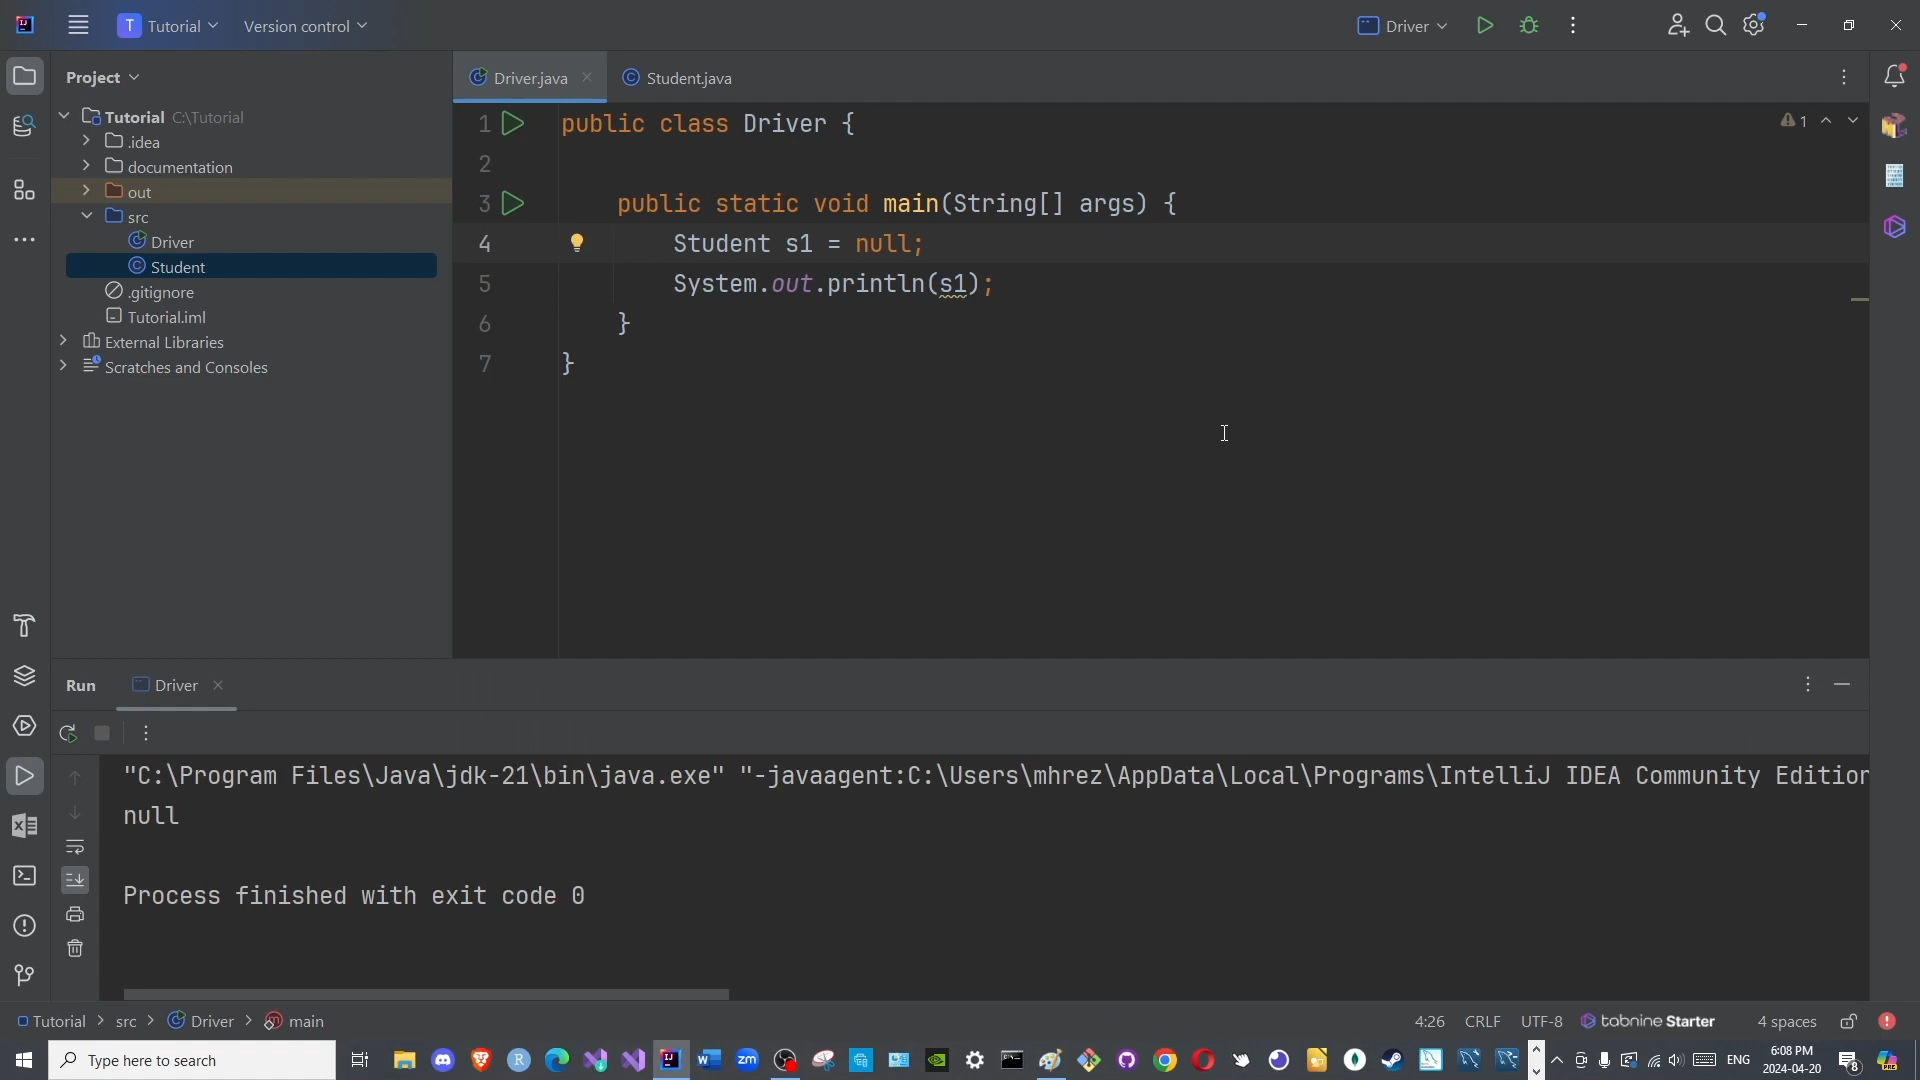 Tutorial
Version control
Driver
Project
Driver.java
Student.java
Tutorial C:\Tutorial
.idea
documentation
out
src
Driver
Student
.gitignore
Tutorial.iml
External Libraries
Scratches and Consoles
1 public class Driver {
1
2
3 public static void main(String[] args) {
4 Student s1 = null;
5 System.out.println(s1);
6 }
7 }
Run Driver
"C:\Program Files\Java\jdk-21\bin\java.exe" "-javaagent:C:\Users\mhrez\AppData\Local\Programs\IntelliJ IDEA Community Edition
null
Process finished with exit code 0
Tutorial > src > Driver > main
4:26 CRLF UTF-8 tabnine Starter 4 spaces
Type here to search
ENG
6:08 PM
2024-04-20
8